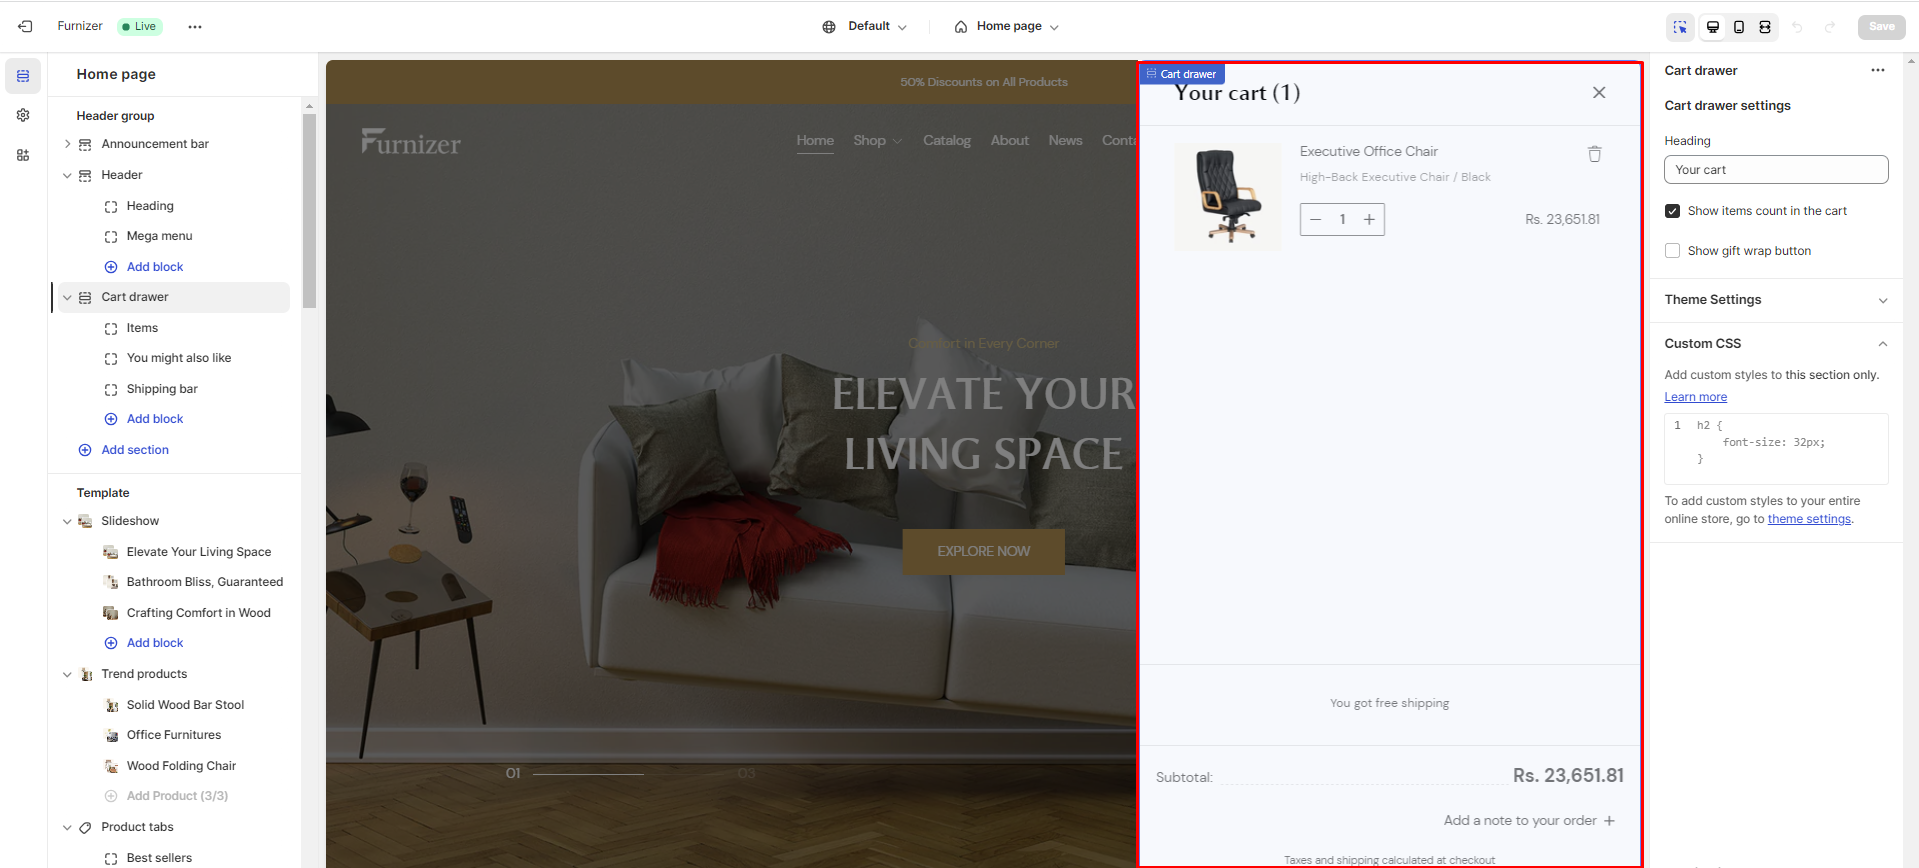 Furnizer
Live
Default
Home page
Save
Home page
Header group
Announcement bar
Header
Heading
Mega menu
Add block
Cart drawer
Items
You might also like
Shipping bar
Add block
Add section
Template
Slideshow
Elevate Your Living Space
Bathroom Bliss, Guaranteed
Crafting Comfort in Wood
Add block
Trend products
Solid Wood Bar Stool
Office Furnitures
Wood Folding Chair
Add Product (3/3)
Product tabs
Best sellers
50% Discounts on All Products
Furnizer
Home
Shop
Catalog
About
News
Conta
Comfort in Every Corner
ELEVATE YOUR
LIVING SPACE
EXPLORE NOW
01
03
Cart drawer
Your cart (1)
Executive Office Chair
High-Back Executive Chair / Black
1
Rs. 23,651.81
You got free shipping
Subtotal:
Rs. 23,651.81
Add a note to your order
Taxes and shipping calculated at checkout
Cart drawer
Cart drawer settings
Heading
Your cart
Show items count in the cart
Show gift wrap button
Theme Settings
Custom CSS
Add custom styles to this section only.
Learn more
1 h2 {
font-size: 32px;
}
To add custom styles to your entire
online store, go to theme settings.